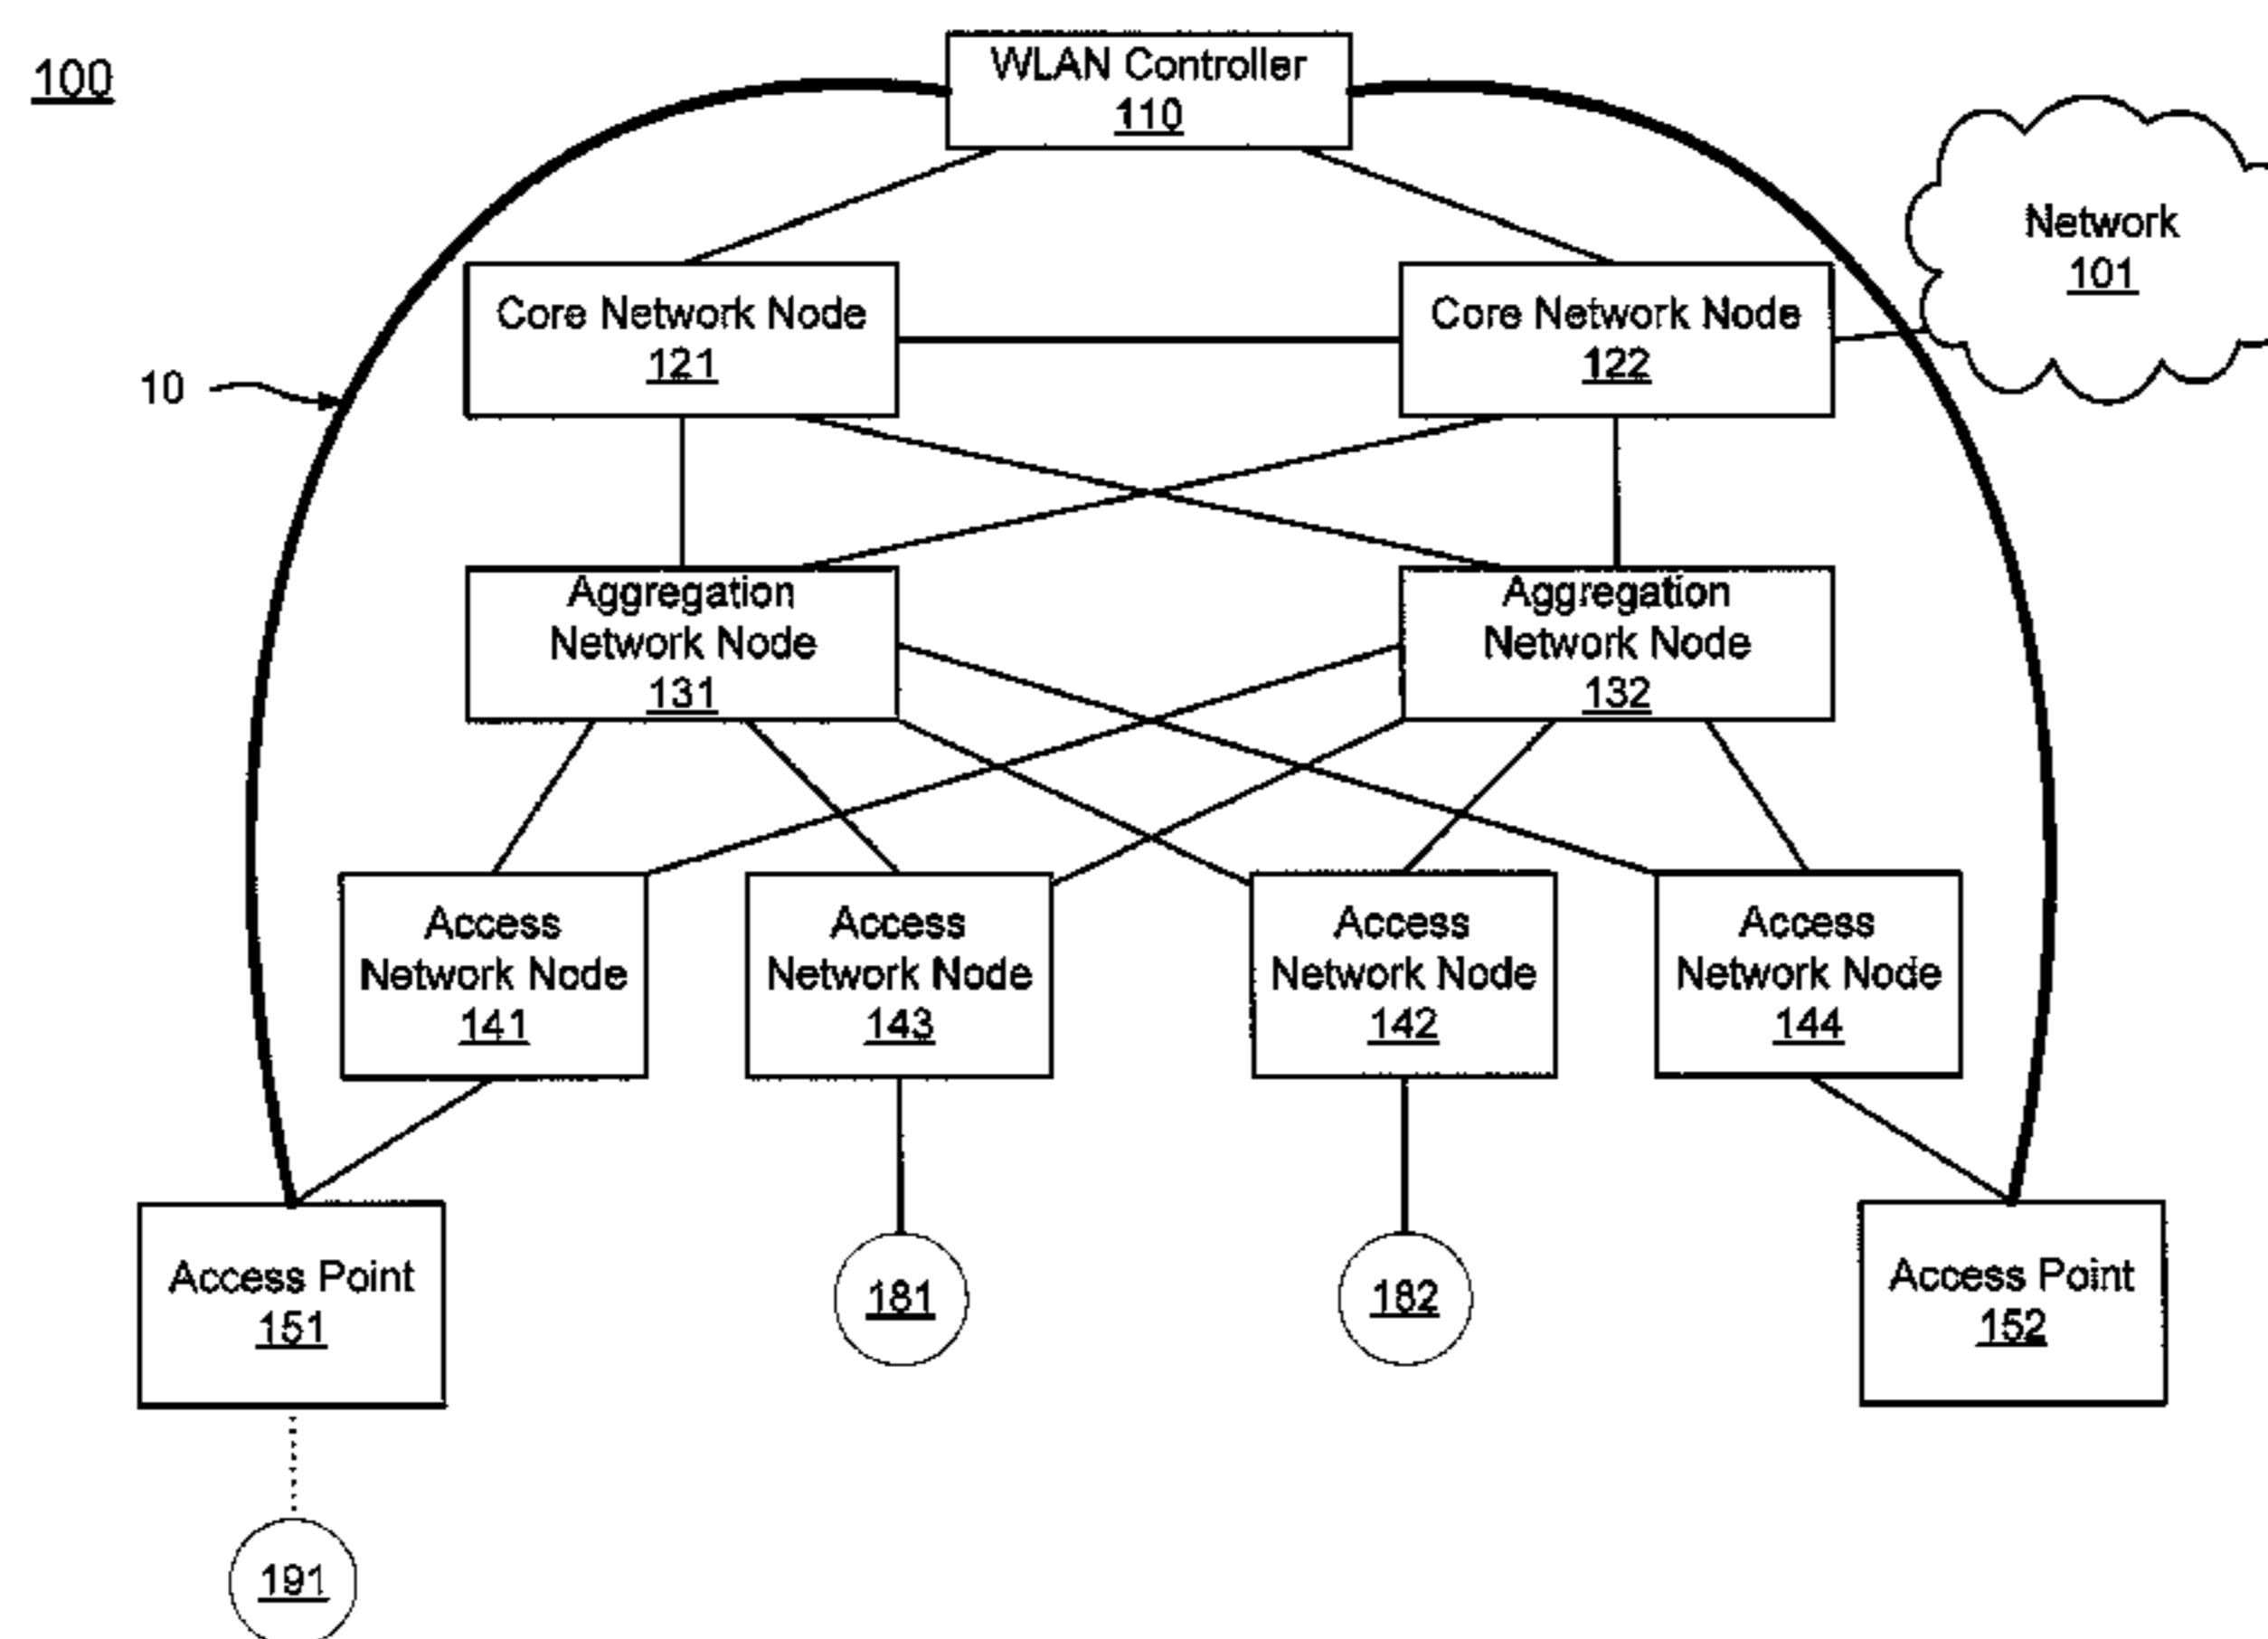 100
WLAN Controller
110
Network
101
Core Network Node
121
Core Network Node
122
10
Aggregation
Network Node
131
Aggregation
Network Node
132
Access
Network Node
141
Access
Network Node
143
Access
Network Node
142
Access
Network Node
144
Access Point
151
181
182
Access Point
152
191